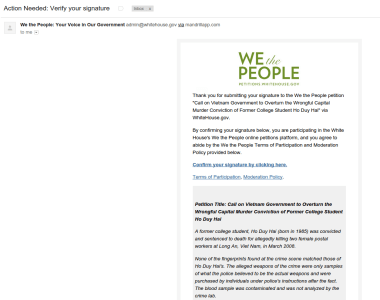 Action Needed: Verify your signature
We the People: Your Voice in Our Government admin@whitehouse.gov via mandrillapp.com
to me
WE the
PEOPLE
PETITIONS.WHITEHOUSE.GOV
Thank you for submitting your signature to the We the People petition
"Call on Vietnam Government to Overturn the Wrongful Capital
Murder Conviction of Former College Student Ho Duy Hai" via
WhiteHouse.gov.
By confirming your signature below, you are participating in the White
House's We the People online petitions platform, and you agree to
abide by the We the People Terms of Participation and Moderation
Policy provided below.
Confirm your signature by clicking here.
Terms of Participation, Moderation Policy.
Petition Title: Call on Vietnam Government to Overturn the
Wrongful Capital Murder Conviction of Former College Student
Ho Duy Hai
A former college student, Ho Duy Hai (born in 1985) was convicted
and sentenced to death for allegedly killing two female postal
workers at Long An, Viet Nam, in March 2008.
None of the fingerprints found at the crime scene matched those of
Ho Duy Hai's. The alleged weapons of the crime were only samples
of what the police believed to be the actual weapons and were
purchased by individuals under police's instructions after the fact.
The blood sample was contaminated and was not analyzed by the
crime lab.